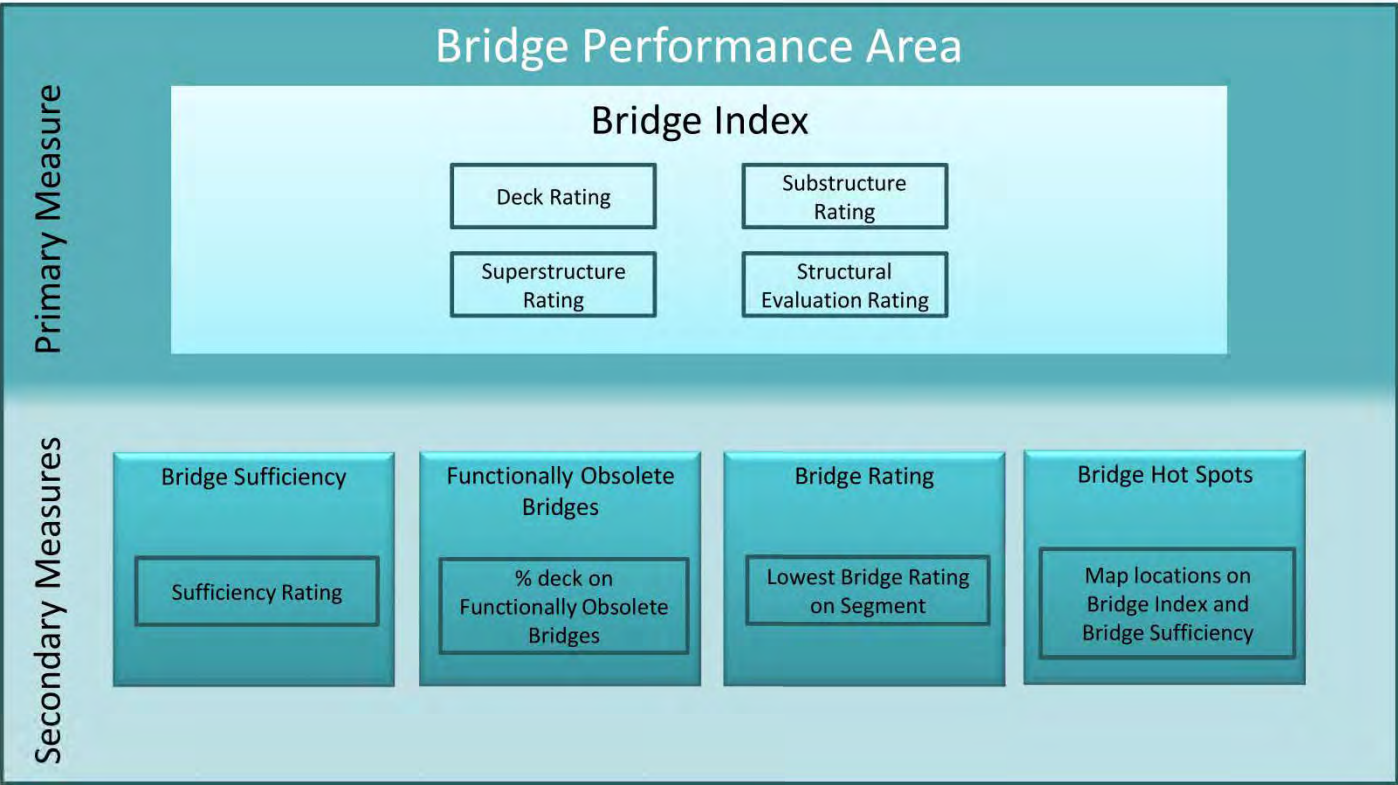 Bridge Performance Area
Primary Measure
Bridge Index
Deck Rating
Substructure
Rating
Superstructure
Rating
Structural
Evaluation Rating
Secondary Measures
Bridge Sufficiency
Sufficiency Rating
Functionally Obsolete
Bridges
% deck on
Functionally Obsolete
Bridges
Bridge Rating
Lowest Bridge Rating
on Segment
Bridge Hot Spots
Map locations on
Bridge Index and
Bridge Sufficiency